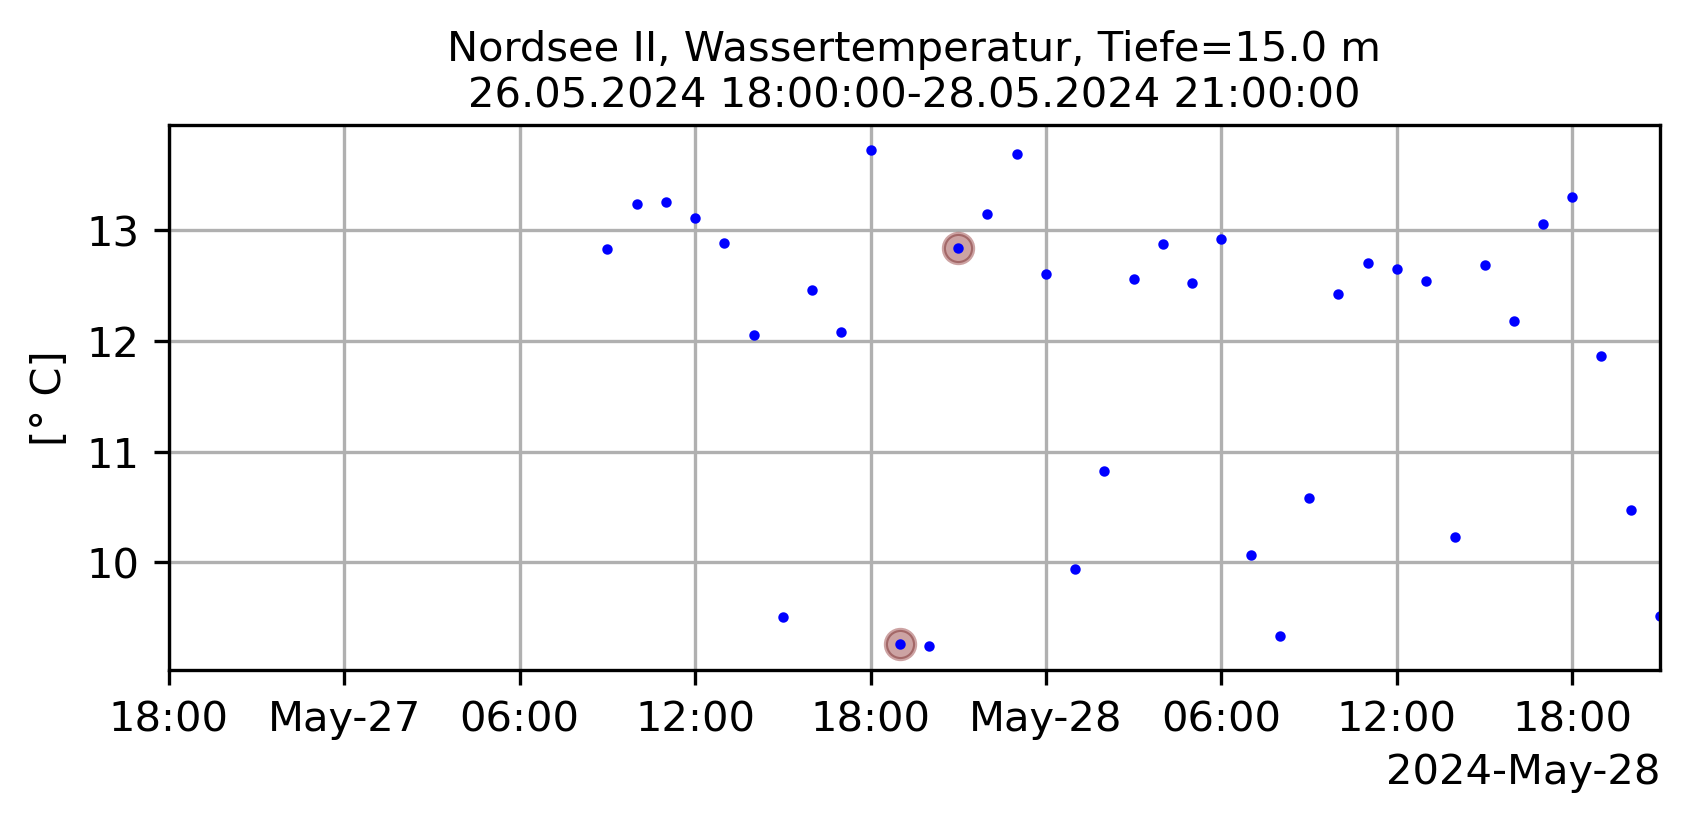 Nordsee II, Wassertemperatur, Tiefe=15.0 m
26.05.2024 18:00:00-28.05.2024 21:00:00
[° C]
13
12
11
10
18:00 May-27 06:00 12:00 18:00 May-28 06:00 12:00 18:00
2024-May-28